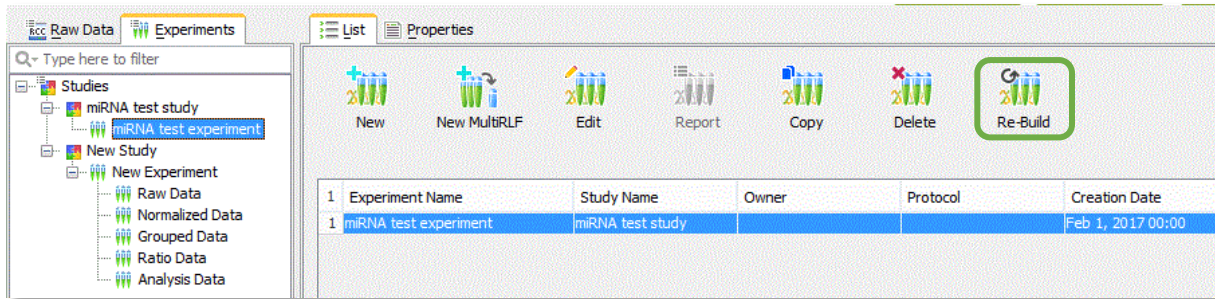 RCC Raw Data Experiments
Type here to filter
Studies
miRNA test study
miRNA test experiment
New Study
New Experiment
Raw Data
Normalized Data
Grouped Data
Ratio Data
Analysis Data
List Properties
New New MultiRLF Edit Report Copy Delete Re-Build
1 Experiment Name Study Name Owner Protocol Creation Date
1 miRNA test experiment miRNA test study Feb 1, 2017 00:00